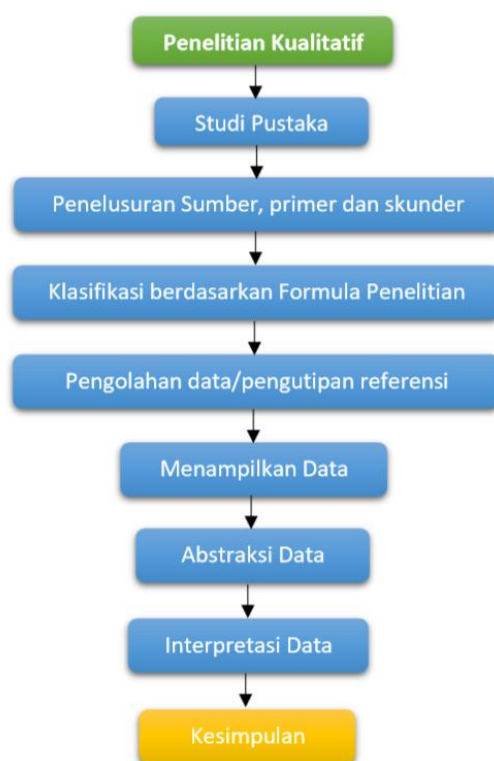 Penelitian Kualitatif
Studi Pustaka
Penelusuran Sumber, primer dan skunder
Klasifikasi berdasarkan Formula Penelitian
Pengolahan data/pengutipan referensi
Menampilkan Data
Abstraksi Data
Interpretasi Data
Kesimpulan